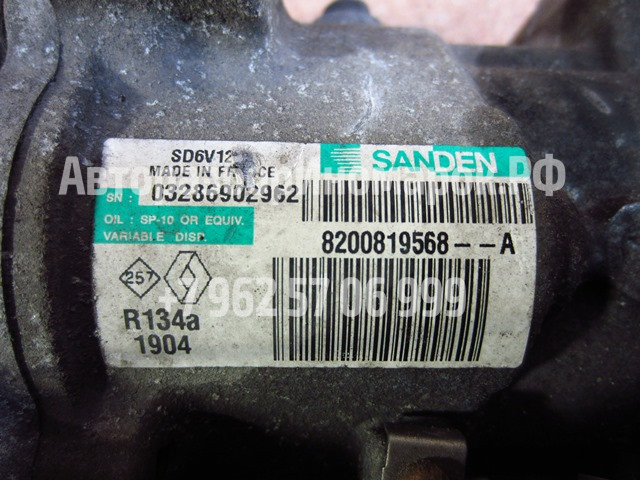 SD6V12
SANDEN
MADE IN FRANCE
SN : 03286902962
OIL : SP-10 OR EQUIV.
VARIABLE DISP.
8200819568--A
257
+7 962 57 06 999
R134a
1904